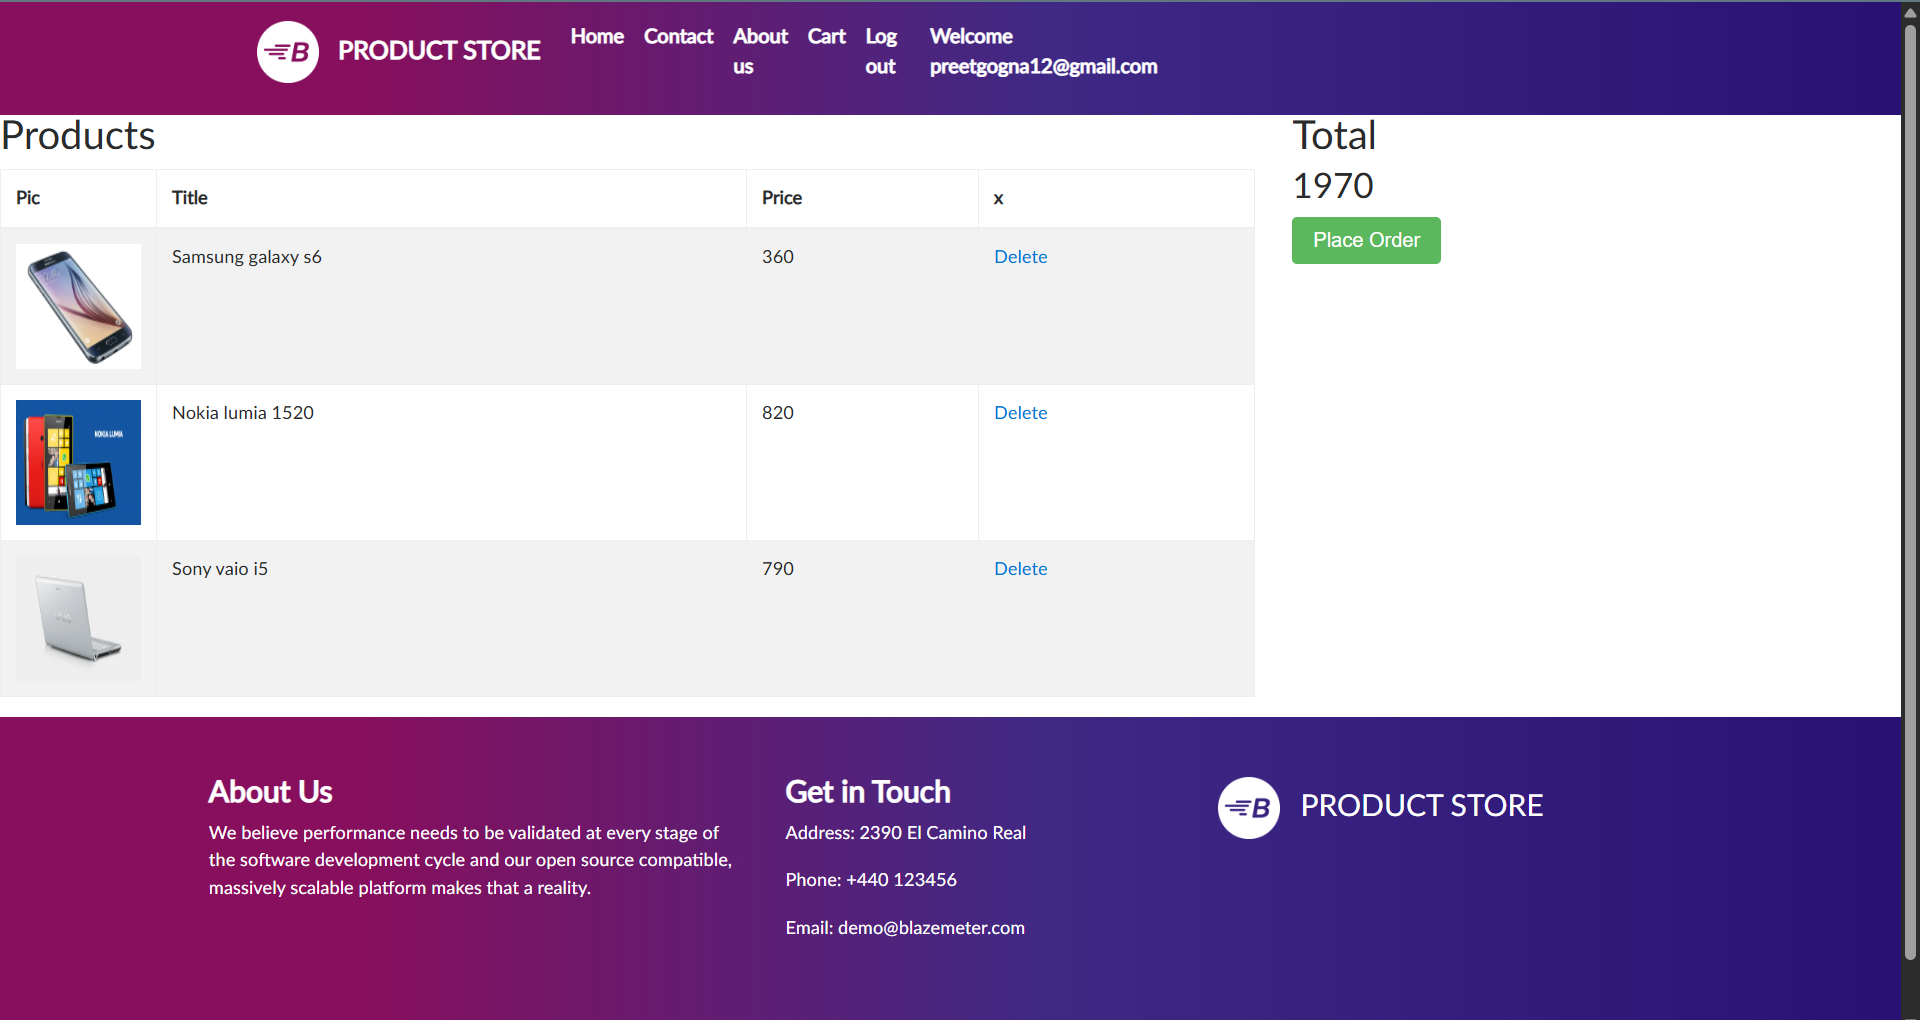 B PRODUCT STORE Home Contact About us Cart Log out Welcome preetgogna12@gmail.com
Products
Pic Title Price x
Samsung galaxy s6 360 Delete
NOKIA LUMIA
Nokia lumia 1520 820 Delete
Sony vaio i5 790 Delete
Total
1970
Place Order
About Us
We believe performance needs to be validated at every stage of
the software development cycle and our open source compatible,
massively scalable platform makes that a reality.
Get in Touch
Address: 2390 El Camino Real
Phone: +440 123456
Email: demo@blazemeter.com
B PRODUCT STORE